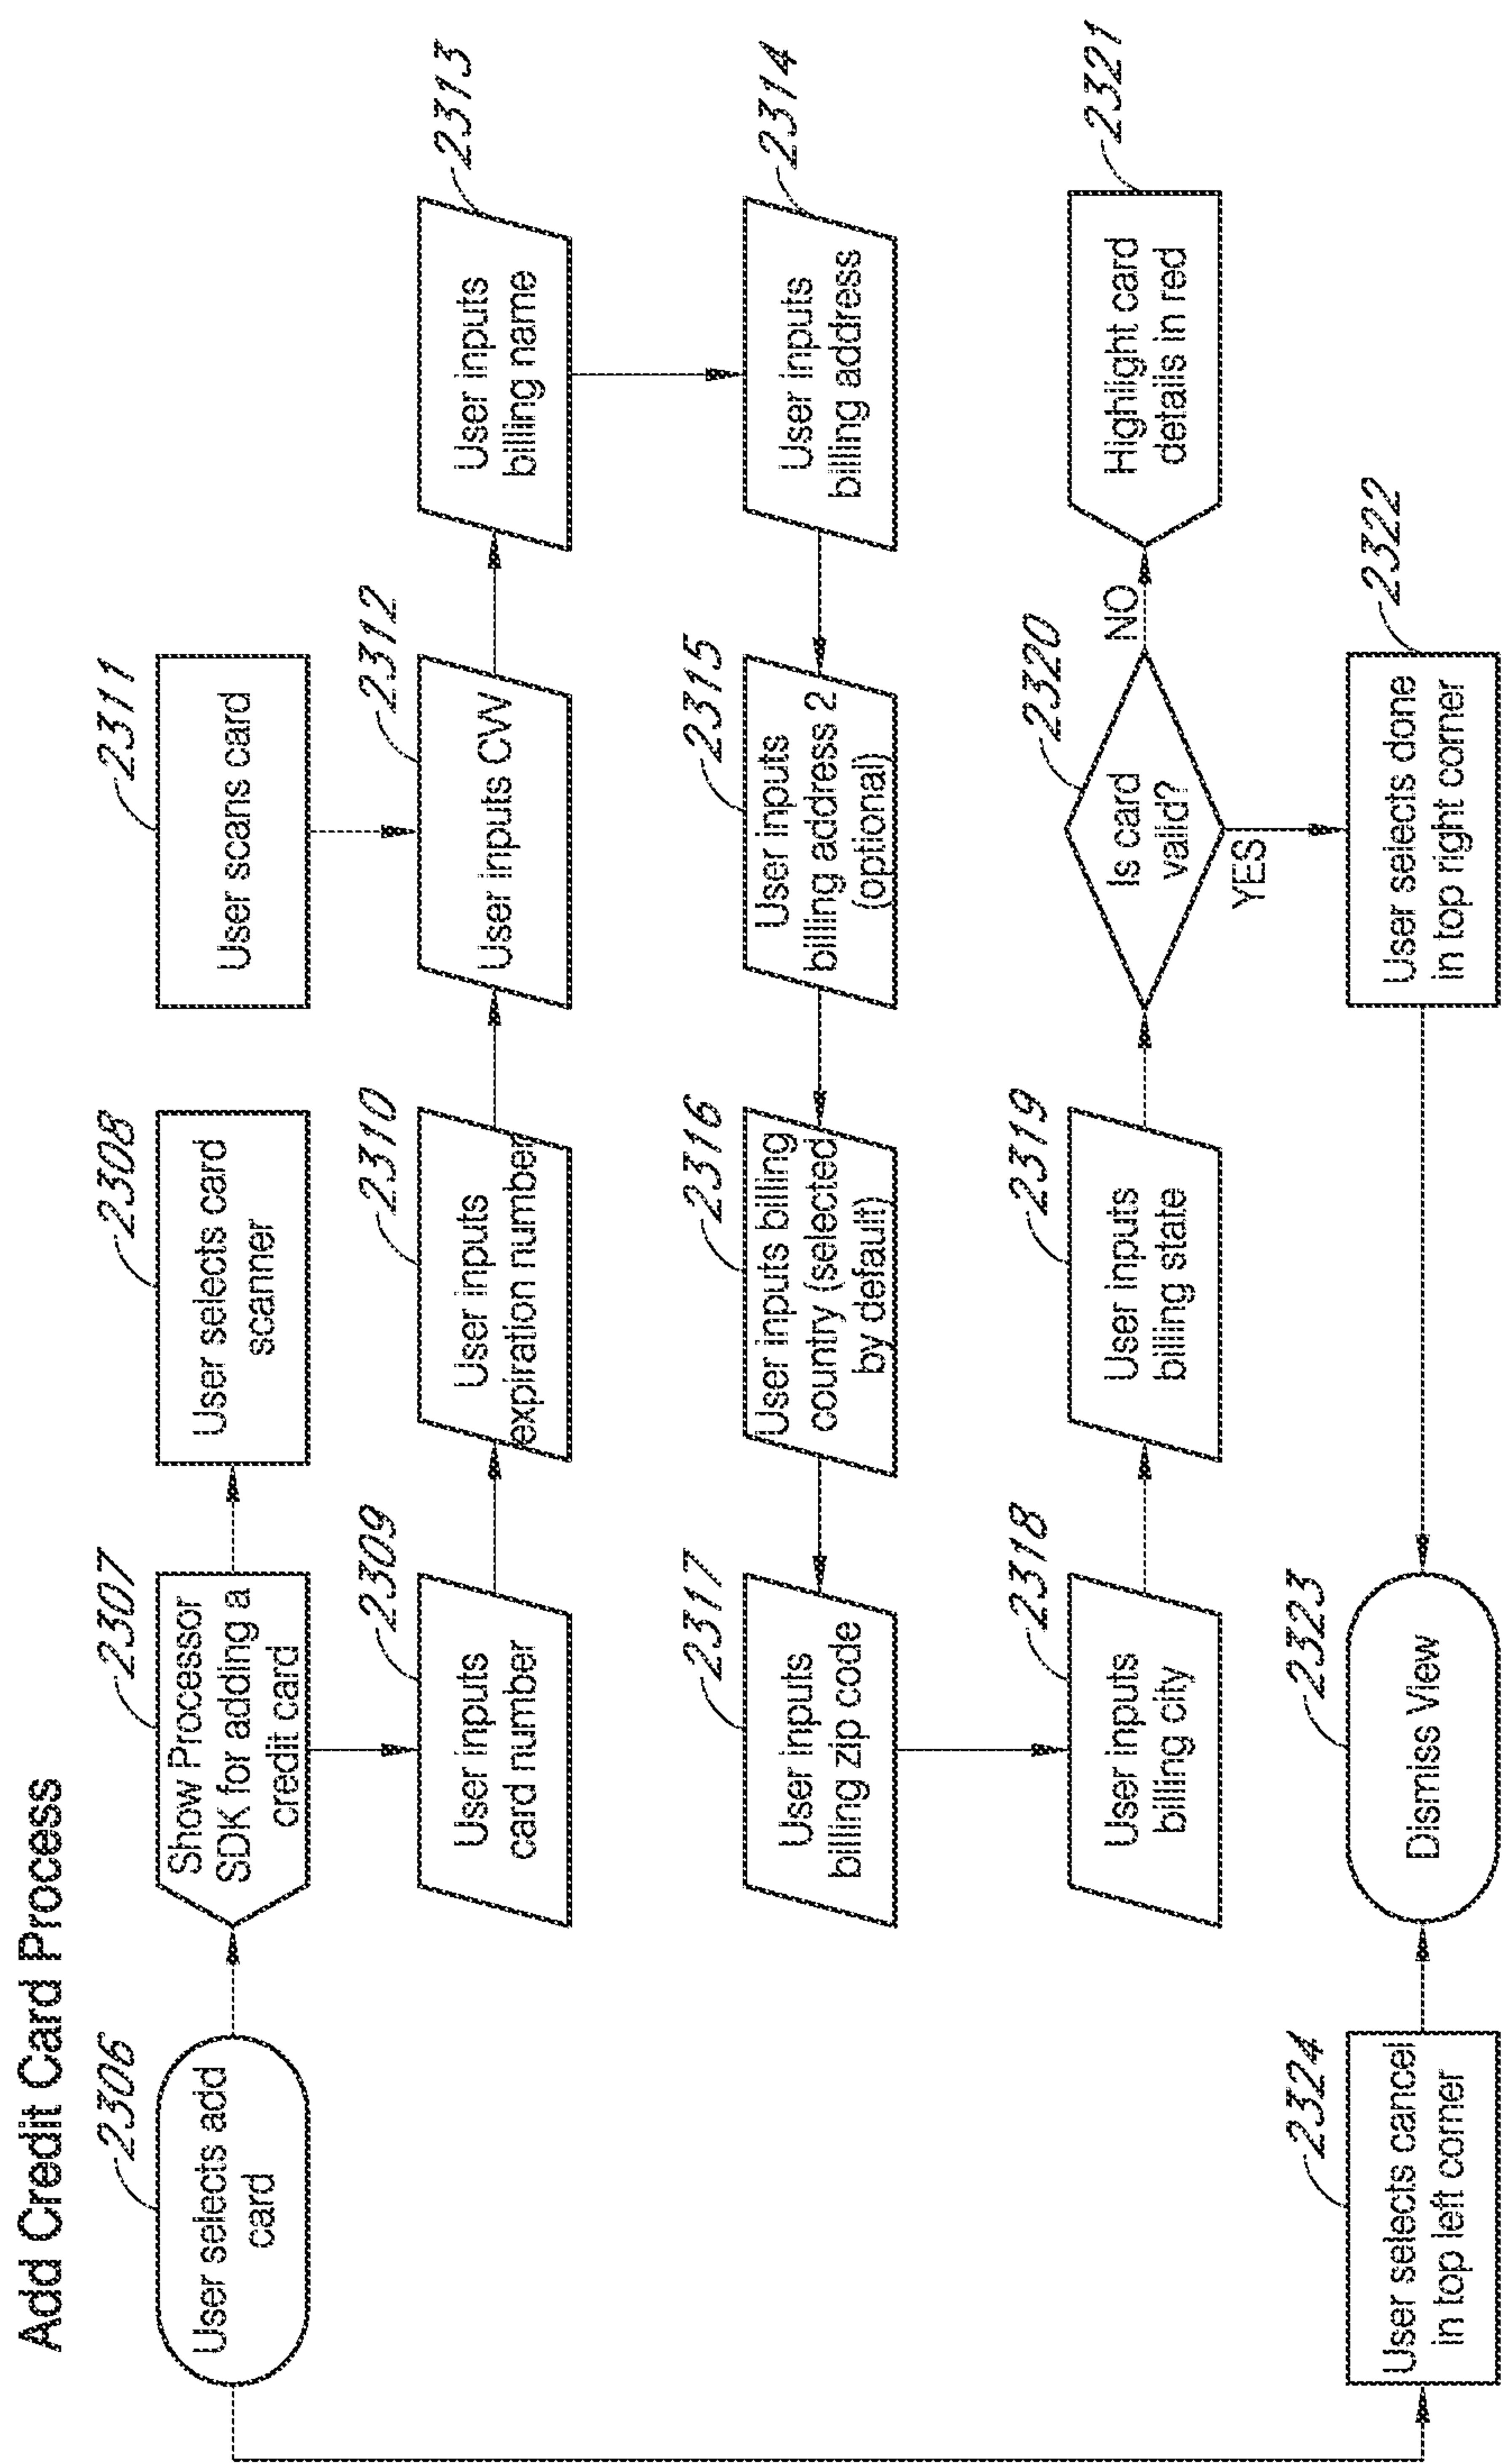 Add Credit Card Process
2306
User selects add
card
2307
Show Processor
SDK for adding a
credit card
2308
User selects card
scanner
2311
User scans card
2309
User inputs
card number
2310
User inputs
expiration number
2312
User inputs CVV
2313
User inputs
billing name
2314
User inputs
billing address
2315
User inputs
billing address 2
(optional)
2316
User inputs billing
country (selected
by default)
2317
User inputs
billing zip code
2318
User inputs
billing city
2319
User inputs
billing state
2320
Is card
valid?
NO
YES
2321
Highlight card
details in red
2322
User selects done
in top right corner
2323
Dismiss View
2324
User selects cancel
in top left corner